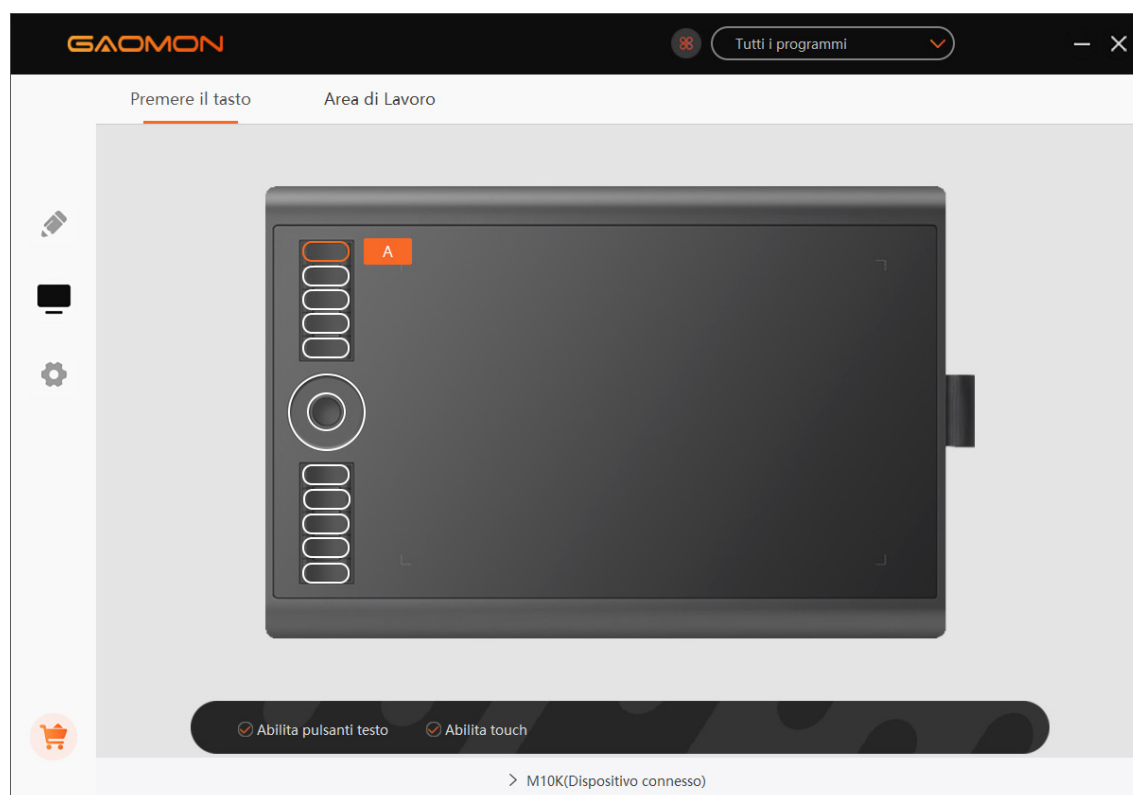 GAOMON
Tutti i programmi
Premere il tasto
Area di Lavoro
A
Abilita pulsanti testo
Abilita touch
M10K(Dispositivo connesso)